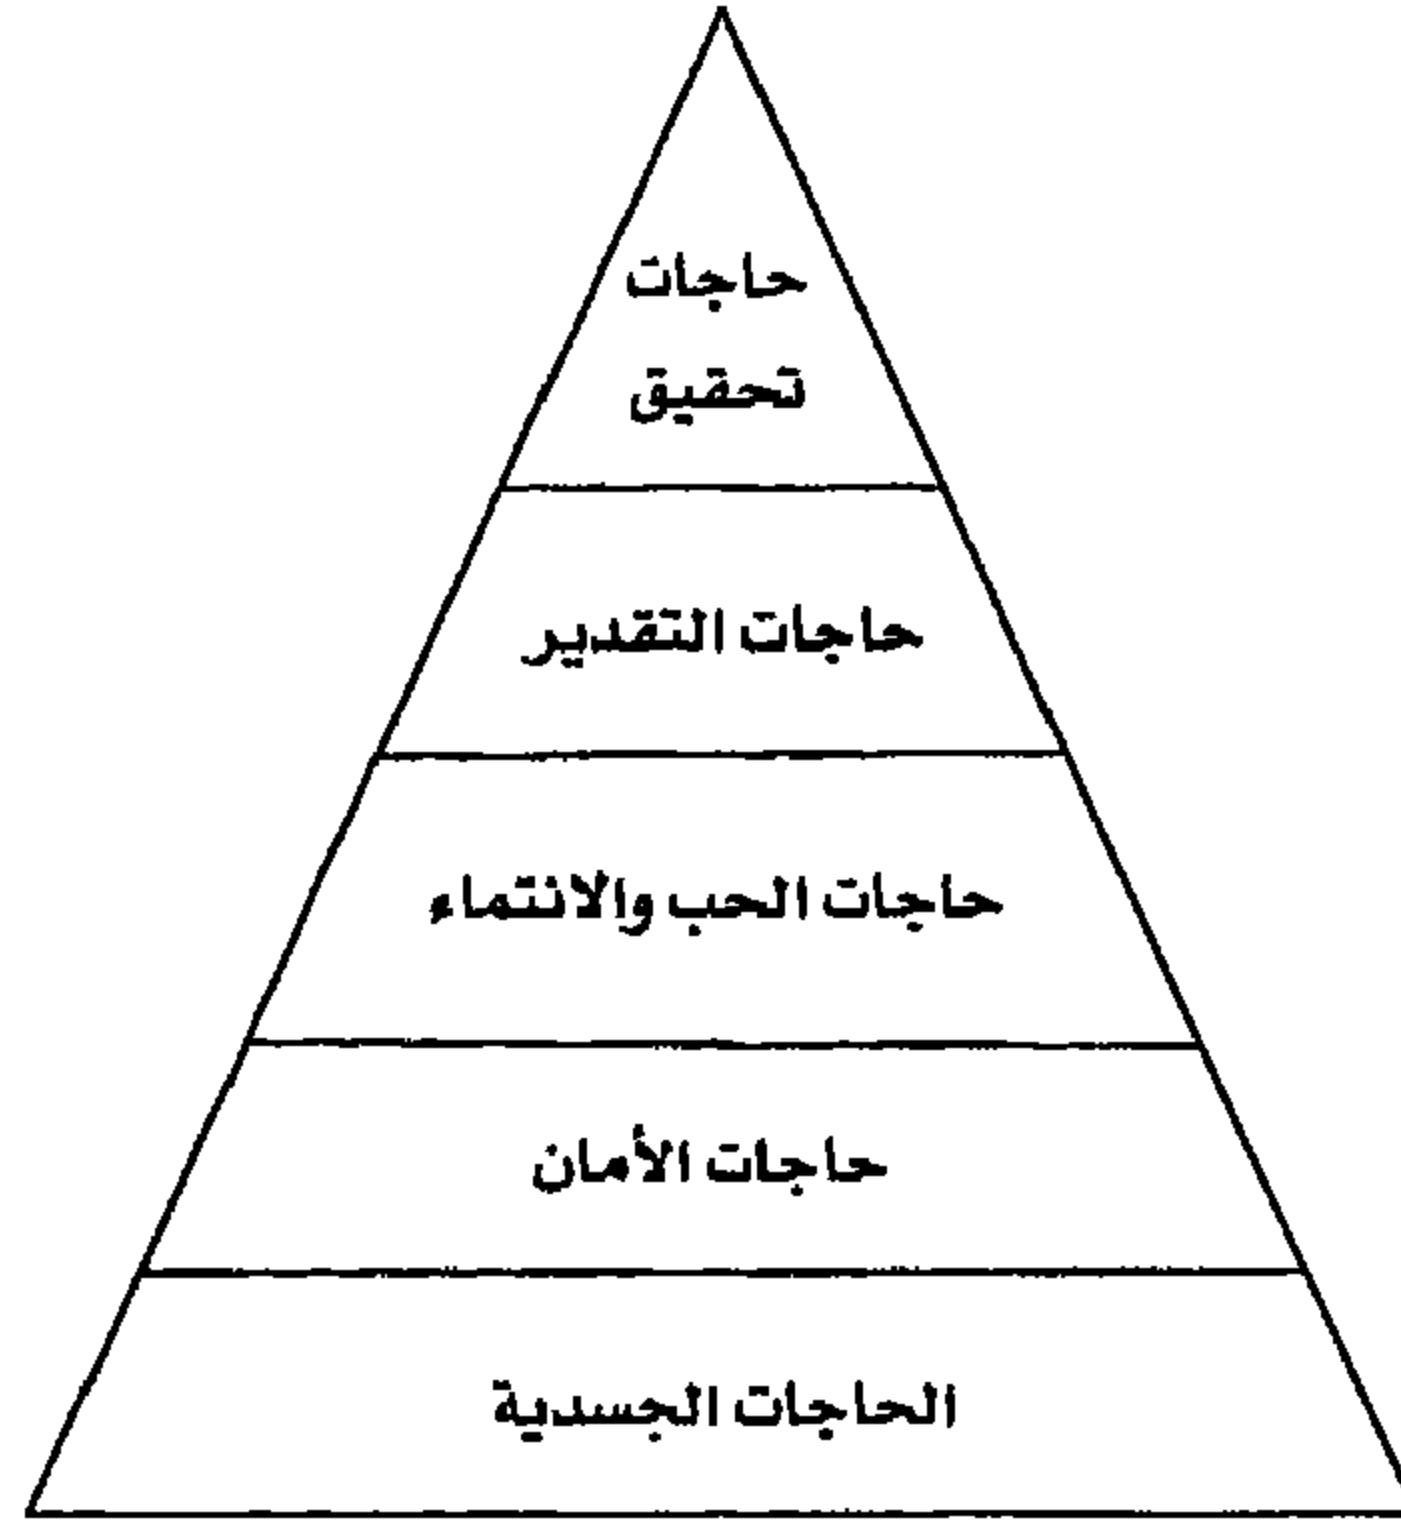 حاجات
تحقيق
حاجات التقدير
حاجات الحب والانتماء
حاجات الأمان
الحاجات الجسدية